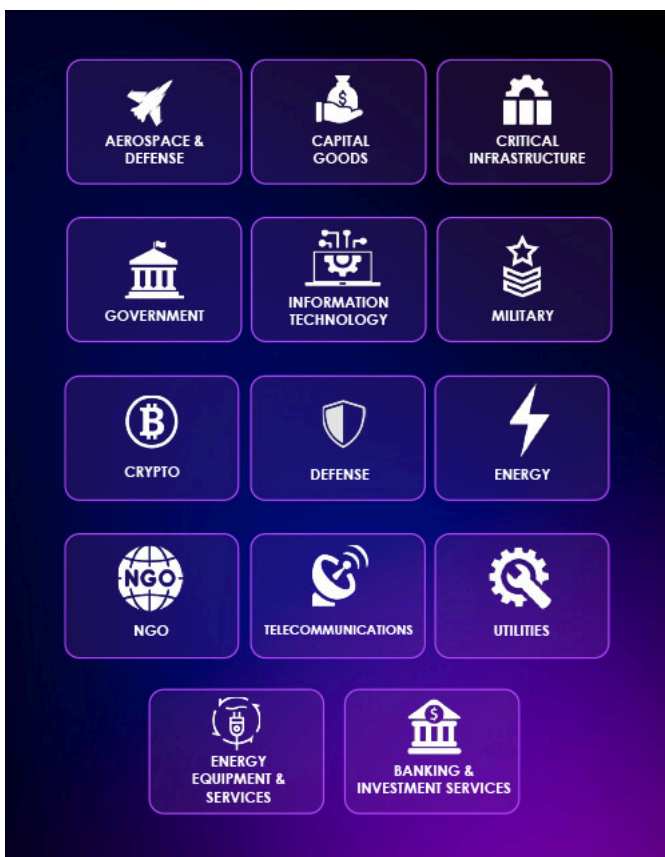 $
AEROSPACE &
DEFENSE
CAPITAL
GOODS
CRITICAL
INFRASTRUCTURE
GOVERNMENT
INFORMATION
TECHNOLOGY
MILITARY
CRYPTO
DEFENSE
ENERGY
NGO
NGO
TELECOMMUNICATIONS
UTILITIES
ENERGY
EQUIPMENT &
SERVICES
$
BANKING &
INVESTMENT SERVICES